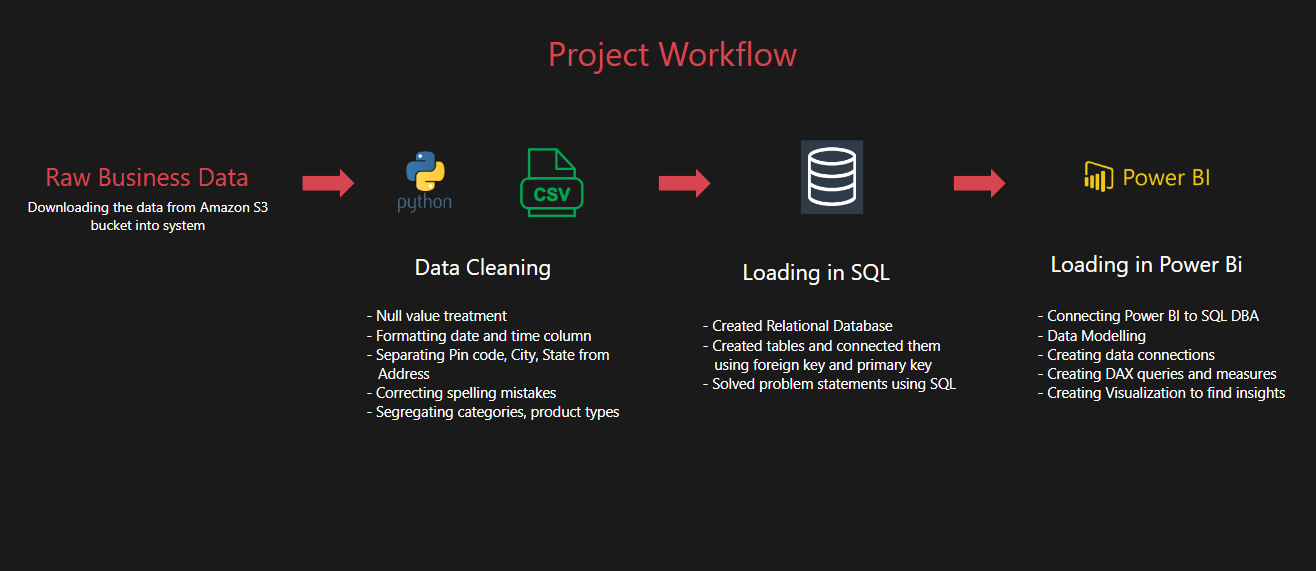 Project Workflow
Raw Business Data
Downloading the data from Amazon S3
bucket into system
python
CSV
Data Cleaning
- Null value treatment
- Formatting date and time column
- Separating Pin code, City, State from
Address
- Correcting spelling mistakes
- Segregating categories, product types
Loading in SQL
- Created Relational Database
- Created tables and connected them
using foreign key and primary key
- Solved problem statements using SQL
Power BI
Loading in Power Bi
- Connecting Power BI to SQL DBA
- Data Modelling
- Creating data connections
- Creating DAX queries and measures
- Creating Visualization to find insights